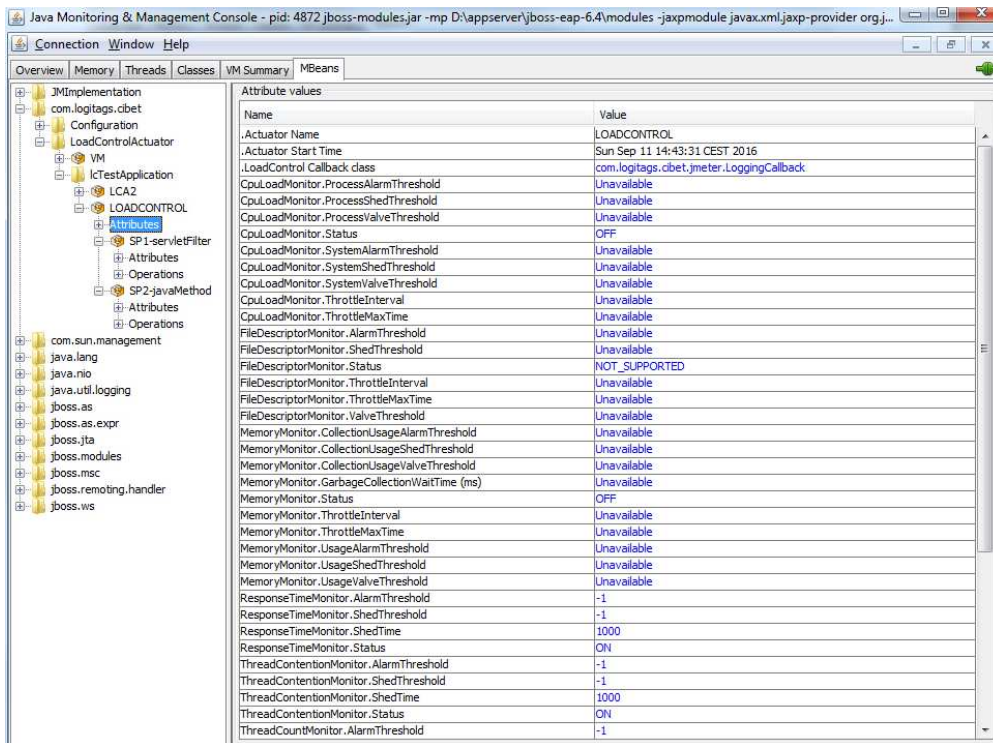 Java Monitoring & Management Console - pid: 4872 jboss-modules.jar -mp D:\appserver\jboss-eap-6.4\modules -jaxpmodule javax.xml.jaxp-provider org.j...
Connection Window Help
Overview Memory Threads Classes VM Summary MBeans
JMImplementation
com.logitags.cibet
Configuration
LoadControlActuator
VM
lcTestApplication
LCA2
LOADCONTROL
Attributes
SP1-servletFilter
Attributes
Operations
SP2-javaMethod
Attributes
Operations
com.sun.management
java.lang
java.nio
java.util.logging
jboss.as
jboss.as.expr
jboss.jta
jboss.modules
jboss.msc
jboss.remoting.handler
jboss.ws
Attribute values
Name Value
.Actuator Name LOADCONTROL
.Actuator Start Time Sun Sep 11 14:43:31 CEST 2016
.LoadControl Callback class com.logitags.cibet.jmeter.LoggingCallback
CpuLoadMonitor.ProcessAlarmThreshold Unavailable
CpuLoadMonitor.ProcessShedThreshold Unavailable
CpuLoadMonitor.ProcessValveThreshold Unavailable
CpuLoadMonitor.Status OFF
CpuLoadMonitor.SystemAlarmThreshold Unavailable
CpuLoadMonitor.SystemShedThreshold Unavailable
CpuLoadMonitor.SystemValveThreshold Unavailable
CpuLoadMonitor.ThrottleInterval Unavailable
CpuLoadMonitor.ThrottleMaxTime Unavailable
FileDescriptorMonitor.AlarmThreshold Unavailable
FileDescriptorMonitor.ShedThreshold Unavailable
FileDescriptorMonitor.Status NOT_SUPPORTED
FileDescriptorMonitor.ThrottleInterval Unavailable
FileDescriptorMonitor.ThrottleMaxTime Unavailable
FileDescriptorMonitor.ValveThreshold Unavailable
MemoryMonitor.CollectionUsageAlarmThreshold Unavailable
MemoryMonitor.CollectionUsageShedThreshold Unavailable
MemoryMonitor.CollectionUsageValveThreshold Unavailable
MemoryMonitor.GarbageCollectionWaitTime (ms) Unavailable
MemoryMonitor.Status OFF
MemoryMonitor.ThrottleInterval Unavailable
MemoryMonitor.ThrottleMaxTime Unavailable
MemoryMonitor.UsageAlarmThreshold Unavailable
MemoryMonitor.UsageShedThreshold Unavailable
MemoryMonitor.UsageValveThreshold Unavailable
ResponseTimeMonitor.AlarmThreshold -1
ResponseTimeMonitor.ShedThreshold -1
ResponseTimeMonitor.ShedTime 1000
ResponseTimeMonitor.Status ON
ThreadContentionMonitor.AlarmThreshold -1
ThreadContentionMonitor.ShedThreshold -1
ThreadContentionMonitor.ShedTime 1000
ThreadContentionMonitor.Status ON
ThreadCountMonitor.AlarmThreshold -1